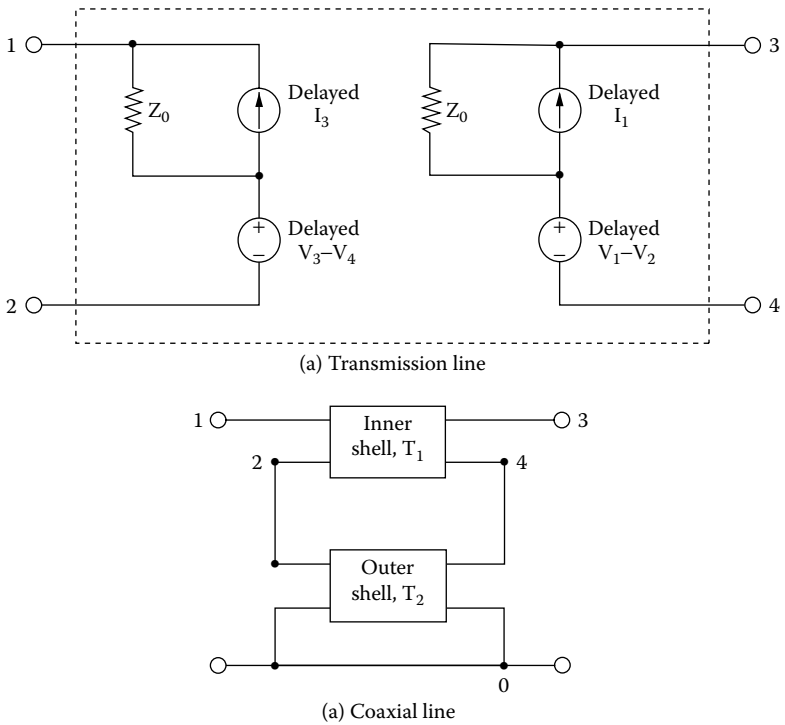 1
3
Z₀
Delayed
I₃
Z₀
Delayed
I₁
+
–
Delayed
V₃–V₄
+
–
Delayed
V₁–V₂
2
4
(a) Transmission line
1
Inner
shell, T₁
3
2
4
Outer
shell, T₂
0
(a) Coaxial line